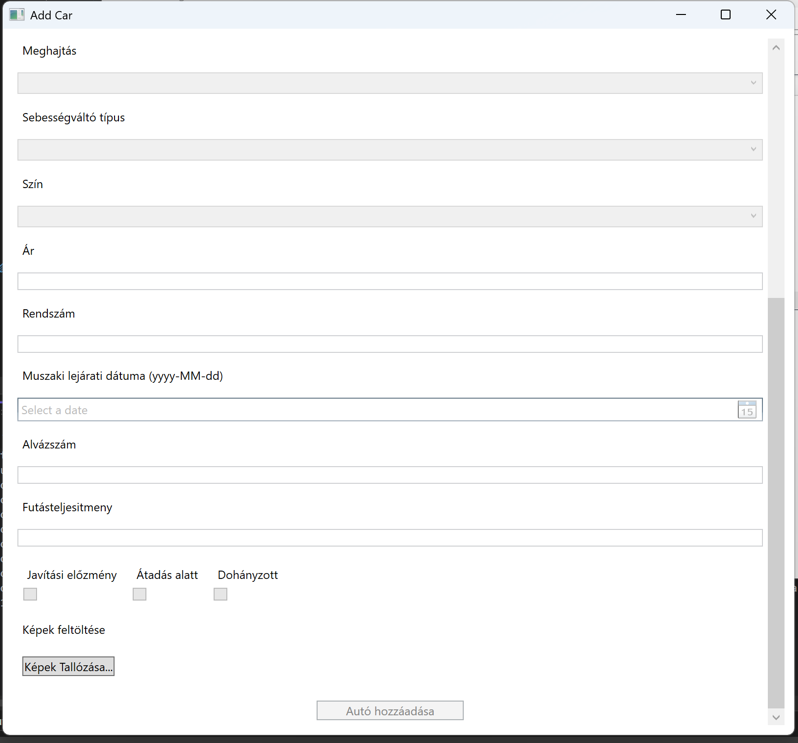 Add Car
Meghajtás
Sebességváltó típus
Szín
Ár
Rendszám
Muszaki lejárati dátuma (yyyy-MM-dd)
Select a date
15
Alvázszám
Futásteljesitmeny
Javítási előzmény Átadás alatt Dohányzott
Képek feltöltése
Képek Tallózása...
Autó hozzáadása